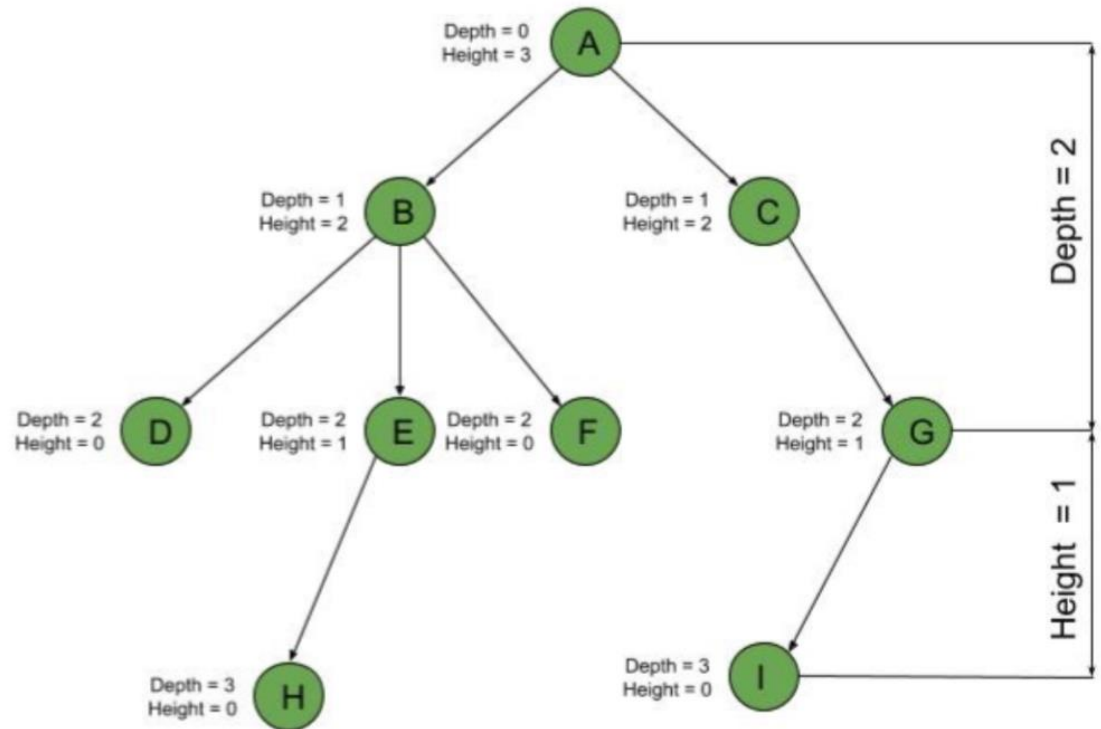 Depth = 0
Height = 3
A
Depth = 2
Depth = 1
Height = 2
B
Depth = 1
Height = 2
C
Depth = 2
Height = 0
D
Depth = 2
Height = 1
E
Depth = 2
Height = 0
F
Depth = 2
Height = 1
G
Height = 1
Depth = 3
Height = 0
H
Depth = 3
Height = 0
I